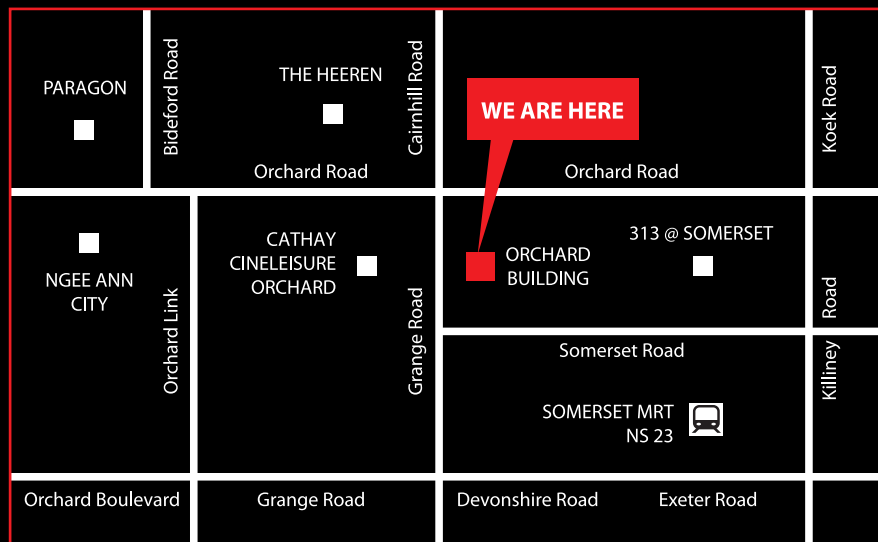 PARAGON
Bideford Road
THE HEEREN
Cairnhill Road
WE ARE HERE
Koek Road
Orchard Road
Orchard Road
NGEE ANN
CITY
Orchard Link
CATHAY
CINELEISURE
ORCHARD
Grange Road
ORCHARD
BUILDING
313 @ SOMERSET
Killiney Road
Somerset Road
SOMERSET MRT
NS 23
Orchard Boulevard
Grange Road
Devonshire Road
Exeter Road